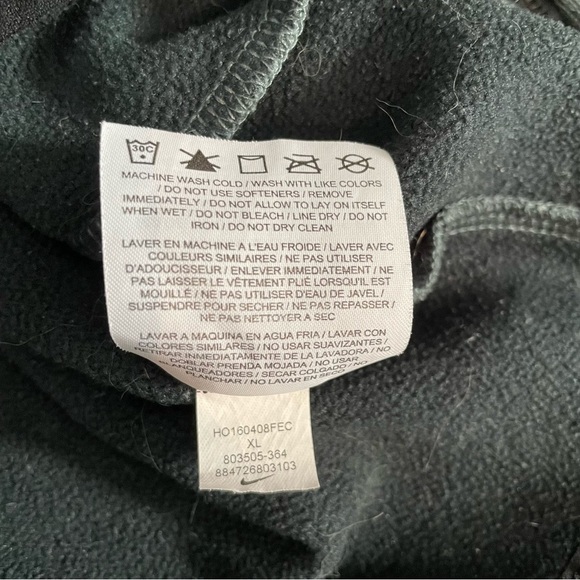 30C
MACHINE WASH COLD / WASH WITH LIKE COLORS
/ DO NOT USE SOFTENERS / REMOVE
IMMEDIATELY / DO NOT ALLOW TO LAY ON ITSELF
WHEN WET / DO NOT BLEACH / LINE DRY / DO NOT
IRON / DO NOT DRY CLEAN
LAVER EN MACHINE A L'EAU FROIDE / LAVER AVEC
COULEURS SIMILAIRES / NE PAS UTILISER
D'ADOUCISSEUR / ENLEVER IMMEDIATEMENT / NE
PAS LAISSER LE VÊTEMENT PLIÉ LORSQU'IL EST
MOUILLÉ / NE PAS UTILISER D'EAU DE JAVEL /
SUSPENDRE POUR SECHER / NE PAS REPASSER /
NE PAS NETTOYER A SEC
LAVAR A MAQUINA EN AGUA FRIA / LAVAR CON
COLORES SIMILARES / NO USAR SUAVIZANTES /
RETIRAR INMEDIATAMENTE DE LA LAVADORA / NO
DOBLAR PRENDA MOJADA / NO USAR
BLANQUEADORES / SECAR COLGADO / NO
PLANCHAR / NO LAVAR EN SECO
HO160408FEC
XL
803505-364
884726803103